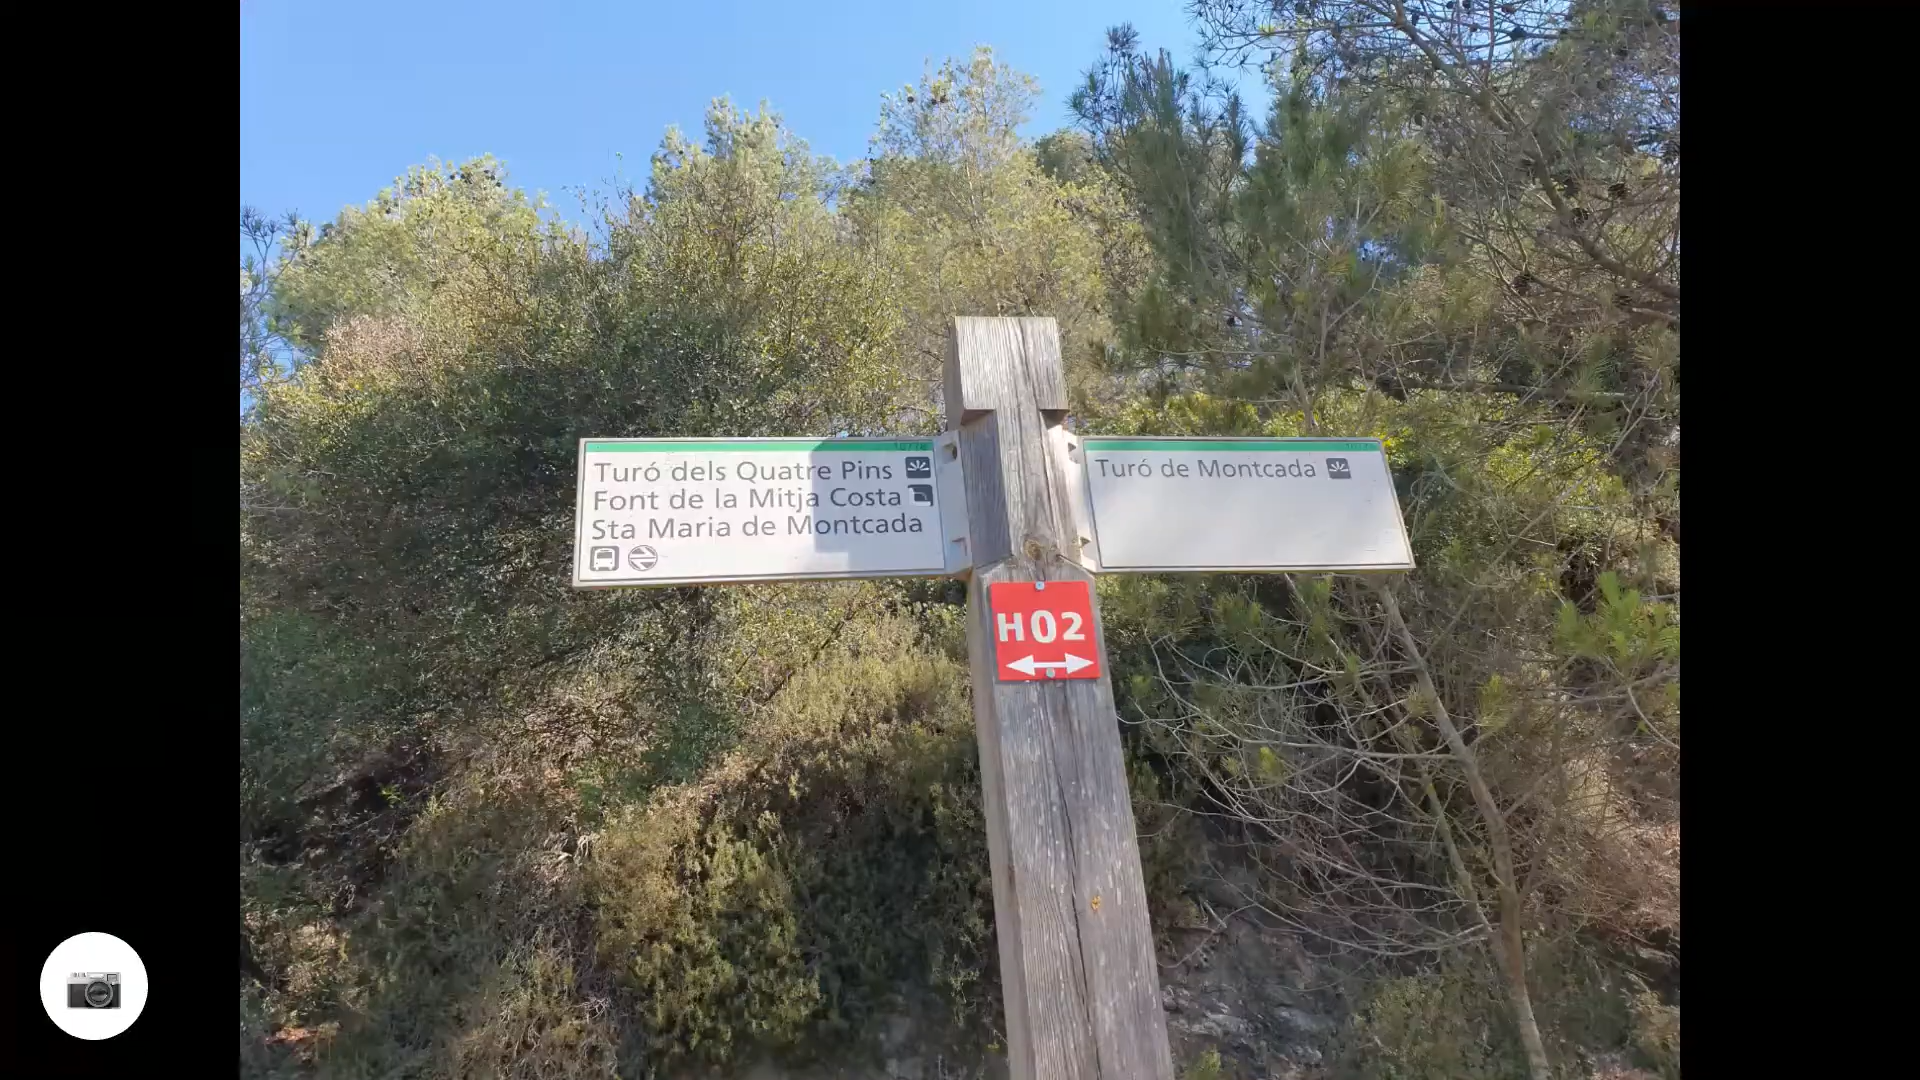 Turó dels Quatre Pins
Font de la Mitja Costa
Sta Maria de Montcada
Turó de Montcada
H02